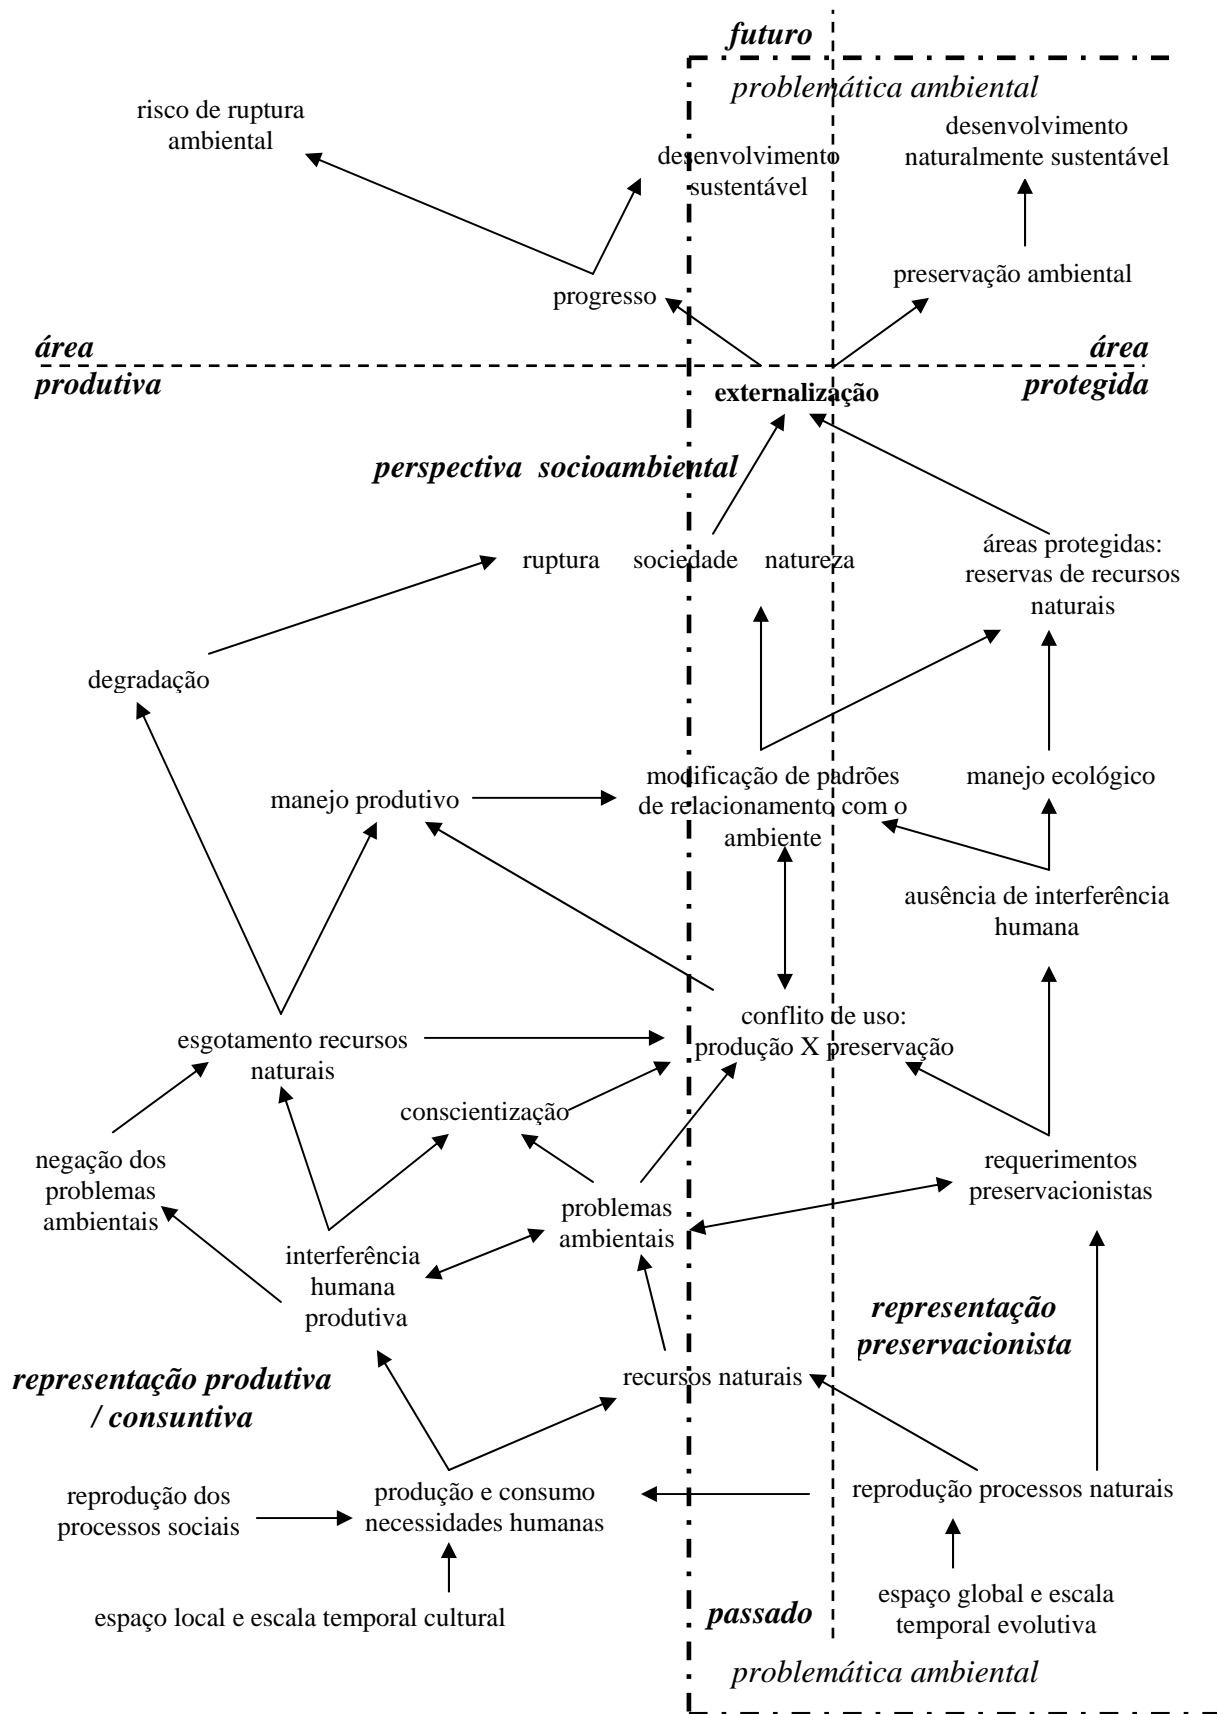 futuro
problemática ambiental
risco de ruptura
ambiental
desenvolvimento
sustentável
desenvolvimento
naturalmente sustentável
preservação ambiental
progresso
área
produtiva
área
protegida
externalização
perspectiva socioambiental
ruptura sociedade natureza
áreas protegidas:
reservas de recursos
naturais
degradação
manejo produtivo
modificação de padrões
de relacionamento com o
ambiente
manejo ecológico
ausência de interferência
humana
esgotamento recursos
naturais
conflito de uso:
produção X preservação
conscientização
negação dos
problemas
ambientais
requerimentos
preservacionistas
problemas
ambientais
interferência
humana
produtiva
representação
preservacionista
representação produtiva
/ consuntiva
recursos naturais
reprodução dos
processos sociais
produção e consumo
necessidades humanas
reprodução processos naturais
espaço local e escala temporal cultural
passado
espaço global e escala
temporal evolutiva
problemática ambiental